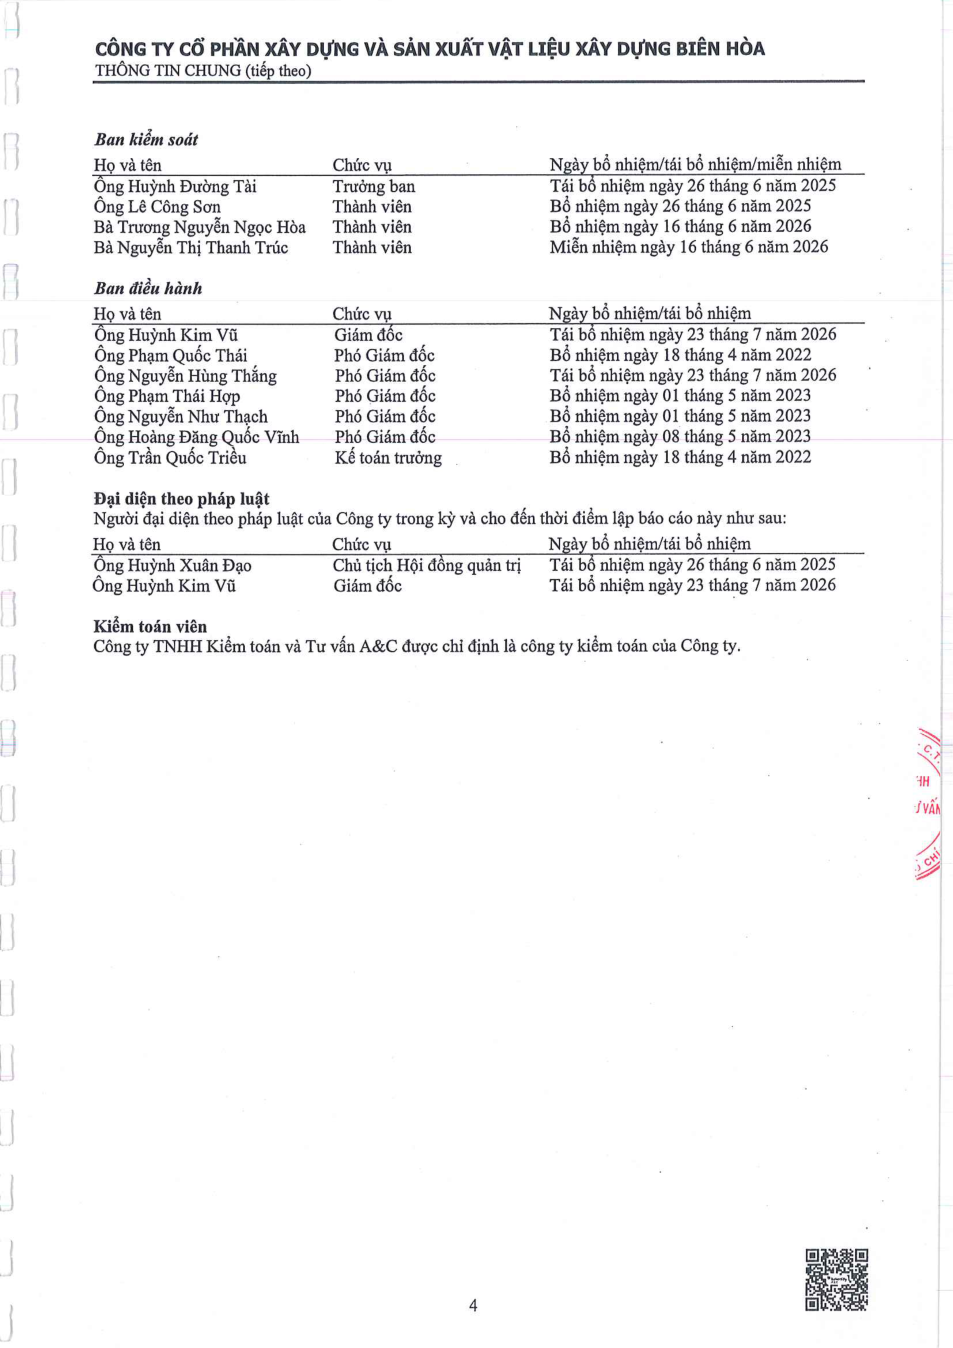 CÔNG TY CỔ PHẦN XÂY DỰNG VÀ SẢN XUẤT VẬT LIỆU XÂY DỰNG BIÊN HÒA
THÔNG TIN CHUNG (tiếp theo)
Ban kiểm soát
Họ và tên Chức vụ Ngày bổ nhiệm/tái bổ nhiệm/miễn nhiệm
Ông Huỳnh Đường Tài Trưởng ban Tái bổ nhiệm ngày 26 tháng 6 năm 2025
Ông Lê Công Sơn Thành viên Bổ nhiệm ngày 26 tháng 6 năm 2025
Bà Trương Nguyễn Ngọc Hòa Thành viên Bổ nhiệm ngày 16 tháng 6 năm 2026
Bà Nguyễn Thị Thanh Trúc Thành viên Miễn nhiệm ngày 16 tháng 6 năm 2026
Ban điều hành
Họ và tên Chức vụ Ngày bổ nhiệm/tái bổ nhiệm
Ông Huỳnh Kim Vũ Giám đốc Tái bổ nhiệm ngày 23 tháng 7 năm 2026
Ông Phạm Quốc Thái Phó Giám đốc Bổ nhiệm ngày 18 tháng 4 năm 2022
Ông Nguyễn Hùng Thắng Phó Giám đốc Tái bổ nhiệm ngày 23 tháng 7 năm 2026
Ông Phạm Thái Hợp Phó Giám đốc Bổ nhiệm ngày 01 tháng 5 năm 2023
Ông Nguyễn Như Thạch Phó Giám đốc Bổ nhiệm ngày 01 tháng 5 năm 2023
Ông Hoàng Đăng Quốc Vĩnh Phó Giám đốc Bổ nhiệm ngày 08 tháng 5 năm 2023
Ông Trần Quốc Triều Kế toán trưởng Bổ nhiệm ngày 18 tháng 4 năm 2022
Đại diện theo pháp luật
Người đại diện theo pháp luật của Công ty trong kỳ và cho đến thời điểm lập báo cáo này như sau:
Họ và tên Chức vụ Ngày bổ nhiệm/tái bổ nhiệm
Ông Huỳnh Xuân Đạo Chủ tịch Hội đồng quản trị Tái bổ nhiệm ngày 26 tháng 6 năm 2025
Ông Huỳnh Kim Vũ Giám đốc Tái bổ nhiệm ngày 23 tháng 7 năm 2026
Kiểm toán viên
Công ty TNHH Kiểm toán và Tư vấn A&C được chỉ định là công ty kiểm toán của Công ty.
C.T.
VẤN
CHÍ
4